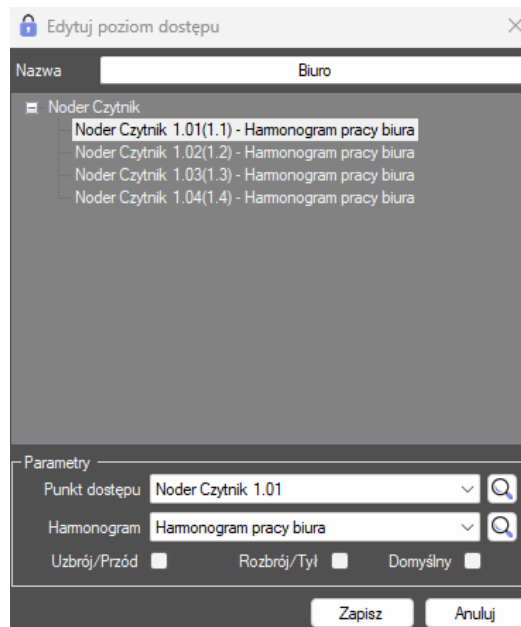 Edytuj poziom dostępu
Nazwa Biuro
Noder Czytnik
Noder Czytnik 1.01(1.1) - Harmonogram pracy biura
Noder Czytnik 1.02(1.2) - Harmonogram pracy biura
Noder Czytnik 1.03(1.3) - Harmonogram pracy biura
Noder Czytnik 1.04(1.4) - Harmonogram pracy biura
Parametry
Punkt dostępu Noder Czytnik 1.01
Harmonogram Harmonogram pracy biura
Uzbrój/Przód Rozbrój/Tył Domyślny
Zapisz Anuluj